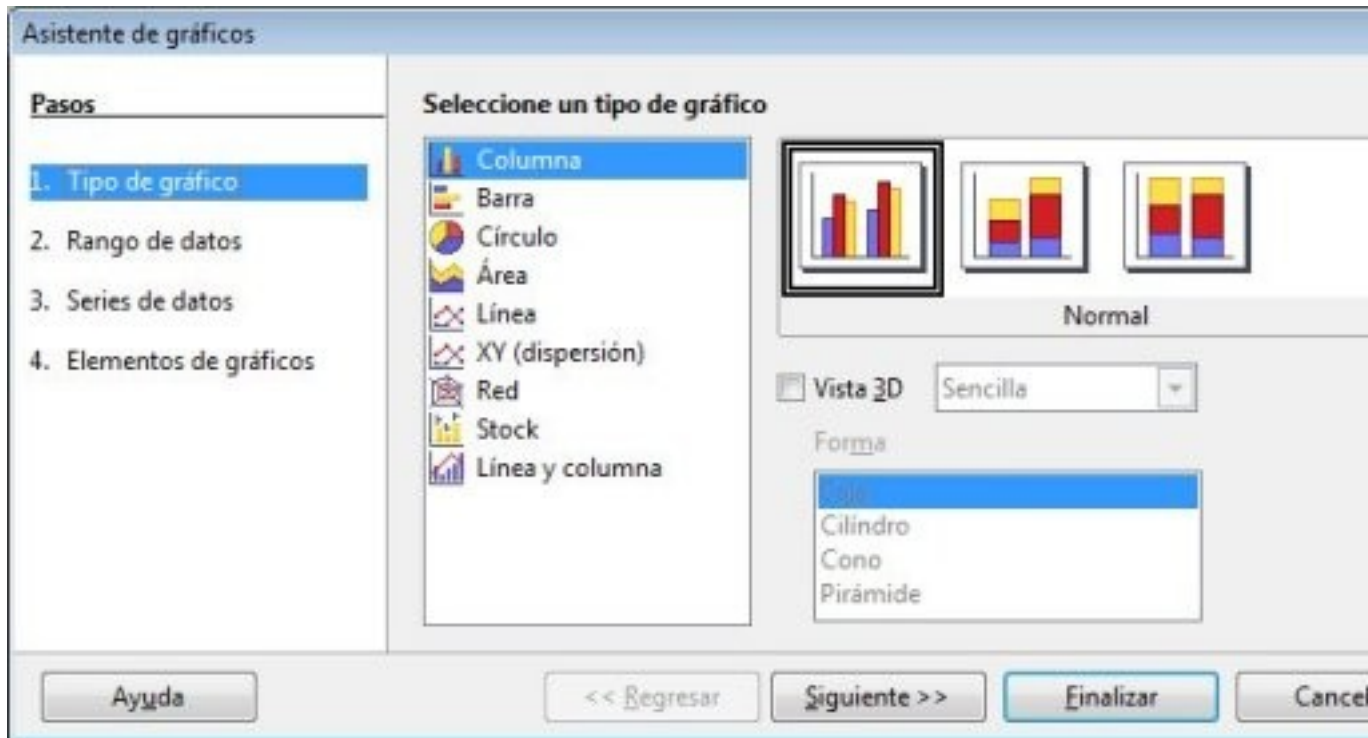 Asistente de gráficos
Pasos
1. Tipo de gráfico
2. Rango de datos
3. Series de datos
4. Elementos de gráficos
Seleccione un tipo de gráfico
Columna
Barra
Círculo
Área
Línea
XY (dispersión)
Red
Stock
Línea y columna
Normal
Vista 3D
Sencilla
Forma
Caja
Cilindro
Cono
Pirámide
Ayuda
<< Regresar
Siguiente >>
Finalizar
Cancel